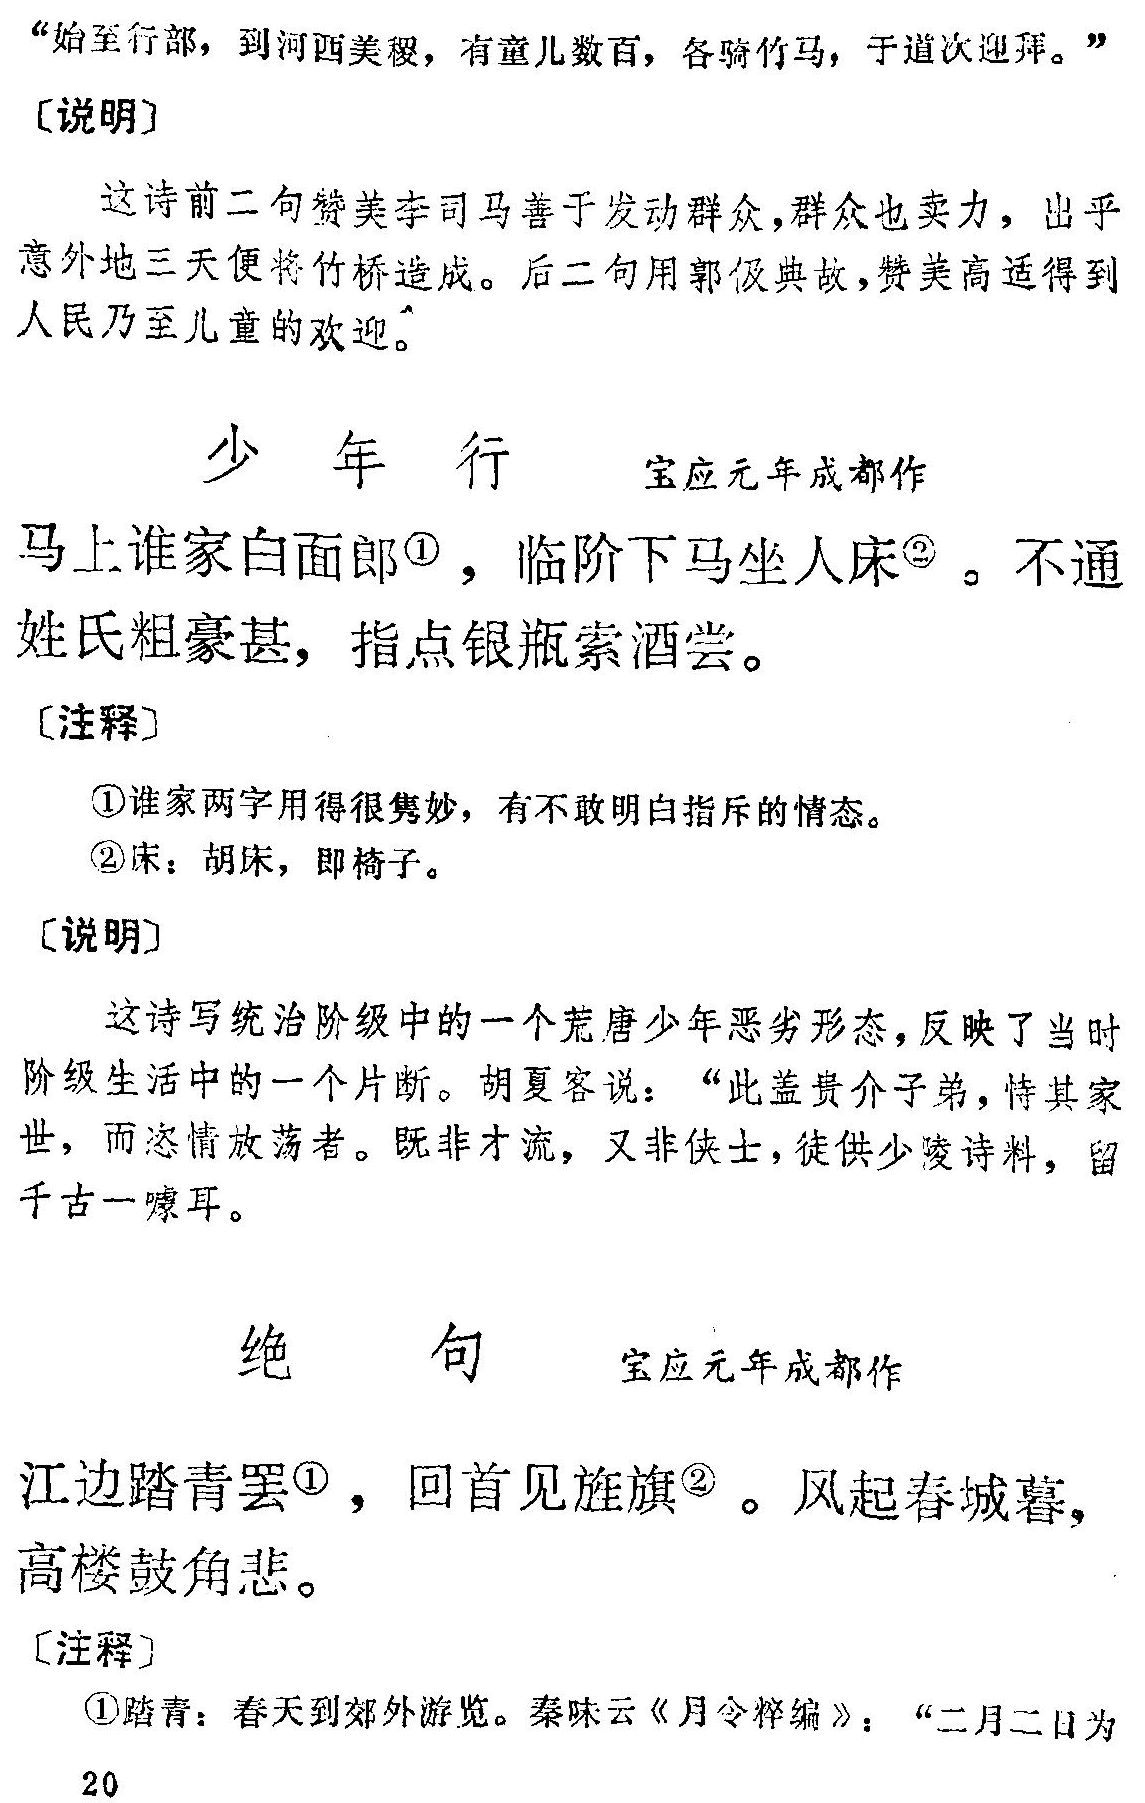 “始至行部，到河西美稷，有童儿数百，各骑竹马，于道次迎拜。”
〔说明〕
这诗前二句赞美李司马善于发动群众，群众也卖力，出乎
意外地三天便将竹桥造成。后二句用郭伋典故，赞美高适得到
人民乃至儿童的欢迎。
少年行 宝应元年成都作
马上谁家白面郎①，临阶下马坐人床②。不通
姓氏粗豪甚，指点银瓶索酒尝。
〔注释〕
①谁家两字用得很隽妙，有不敢明白指斥的情态。
②床：胡床，即椅子。
〔说明〕
这诗写统治阶级中的一个荒唐少年恶劣形态，反映了当时
阶级生活中的一个片断。胡夏客说：“此盖贵介子弟，恃其家
世，而恣情放荡者。既非才流，又非侠士，徒供少陵诗料，留
千古一噱耳。
绝句 宝应元年成都作
江边踏青罢①，回首见旌旗②。风起春城暮，
高楼鼓角悲。
〔注释〕
①踏青：春天到郊外游览。秦味云《月令粹编》：“二月二日为
20